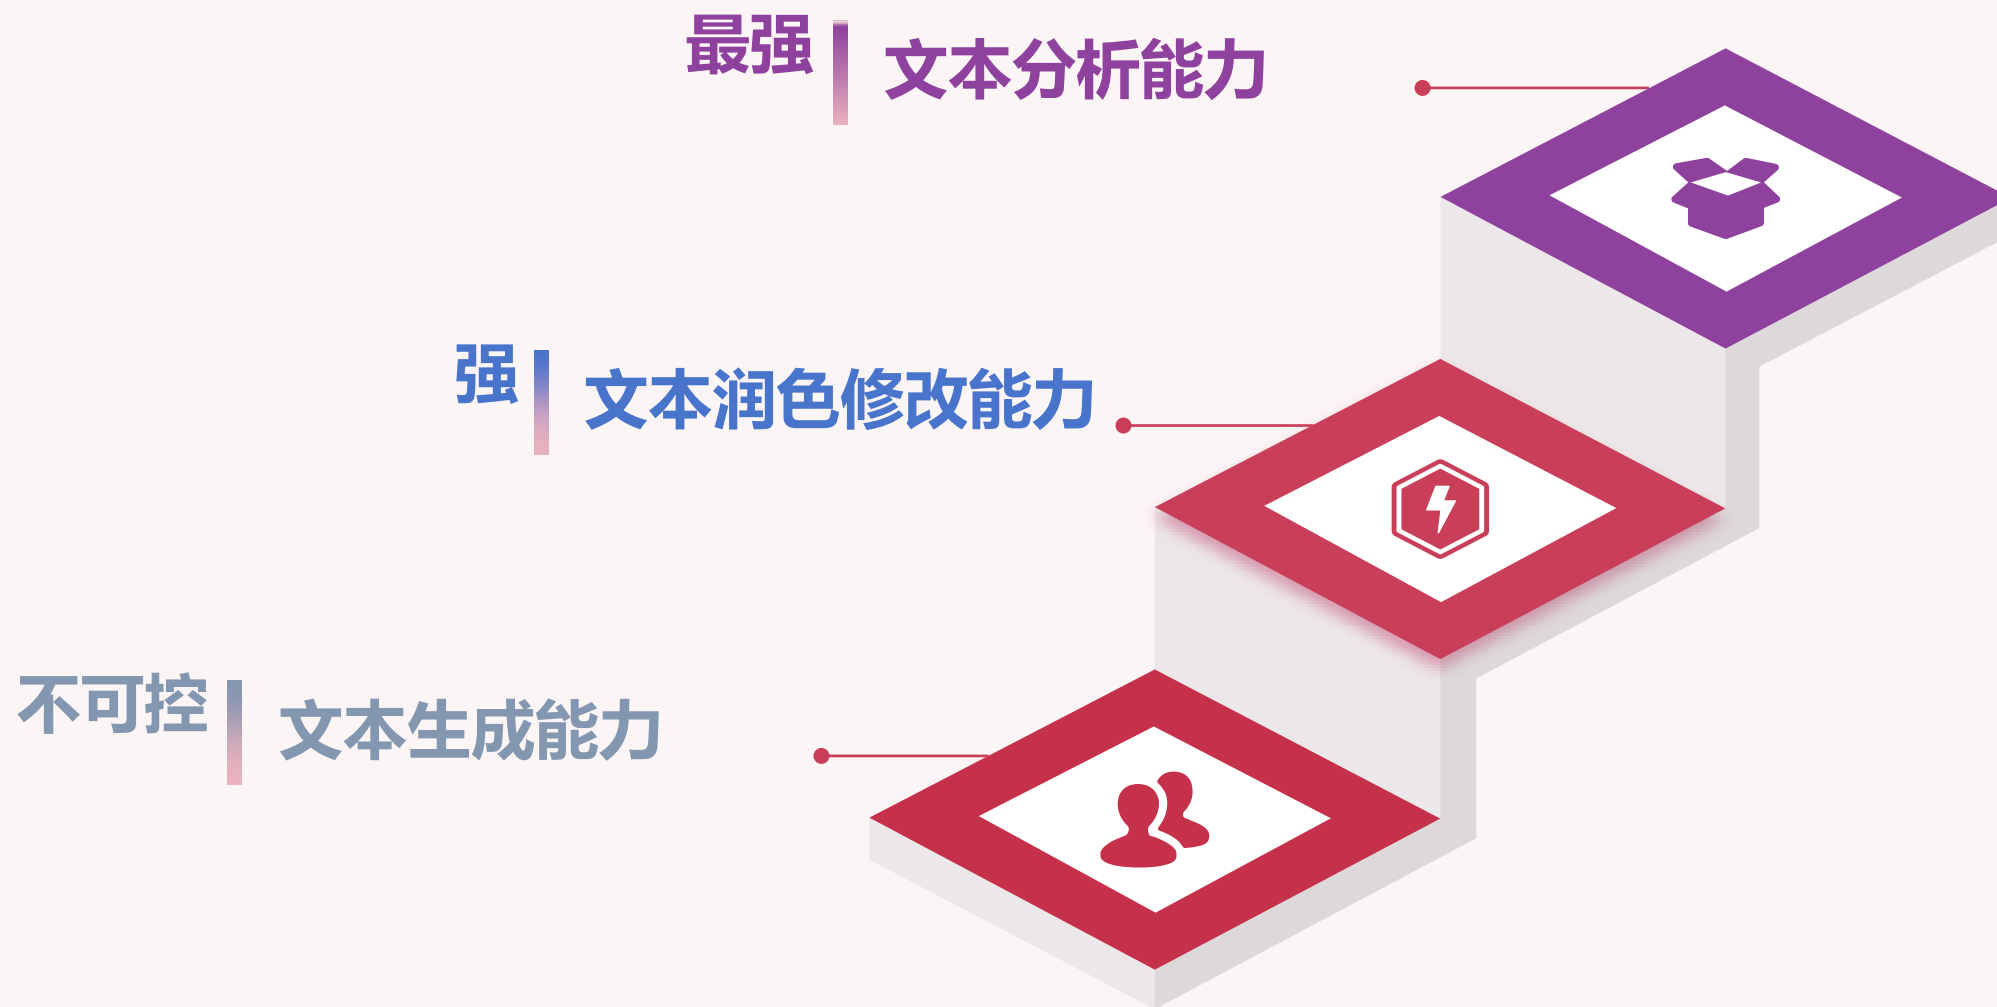 最强
文本分析能力
强
文本润色修改能力
不可控
文本生成能力